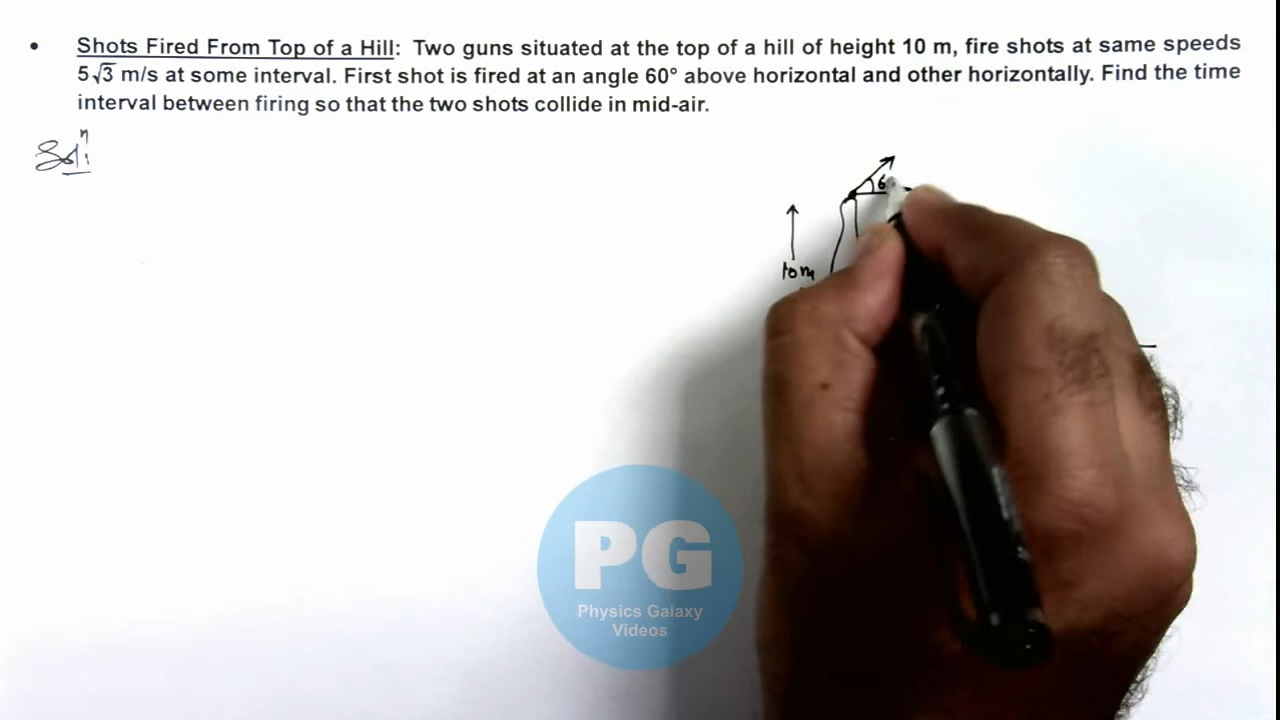 • Shots Fired From Top of a Hill: Two guns situated at the top of a hill of height 10 m, fire shots at same speeds
5√3 m/s at some interval. First shot is fired at an angle 60° above horizontal and other horizontally. Find the time
interval between firing so that the two shots collide in mid-air.
Solⁿ:
6
10m
PG
Physics Galaxy
Videos